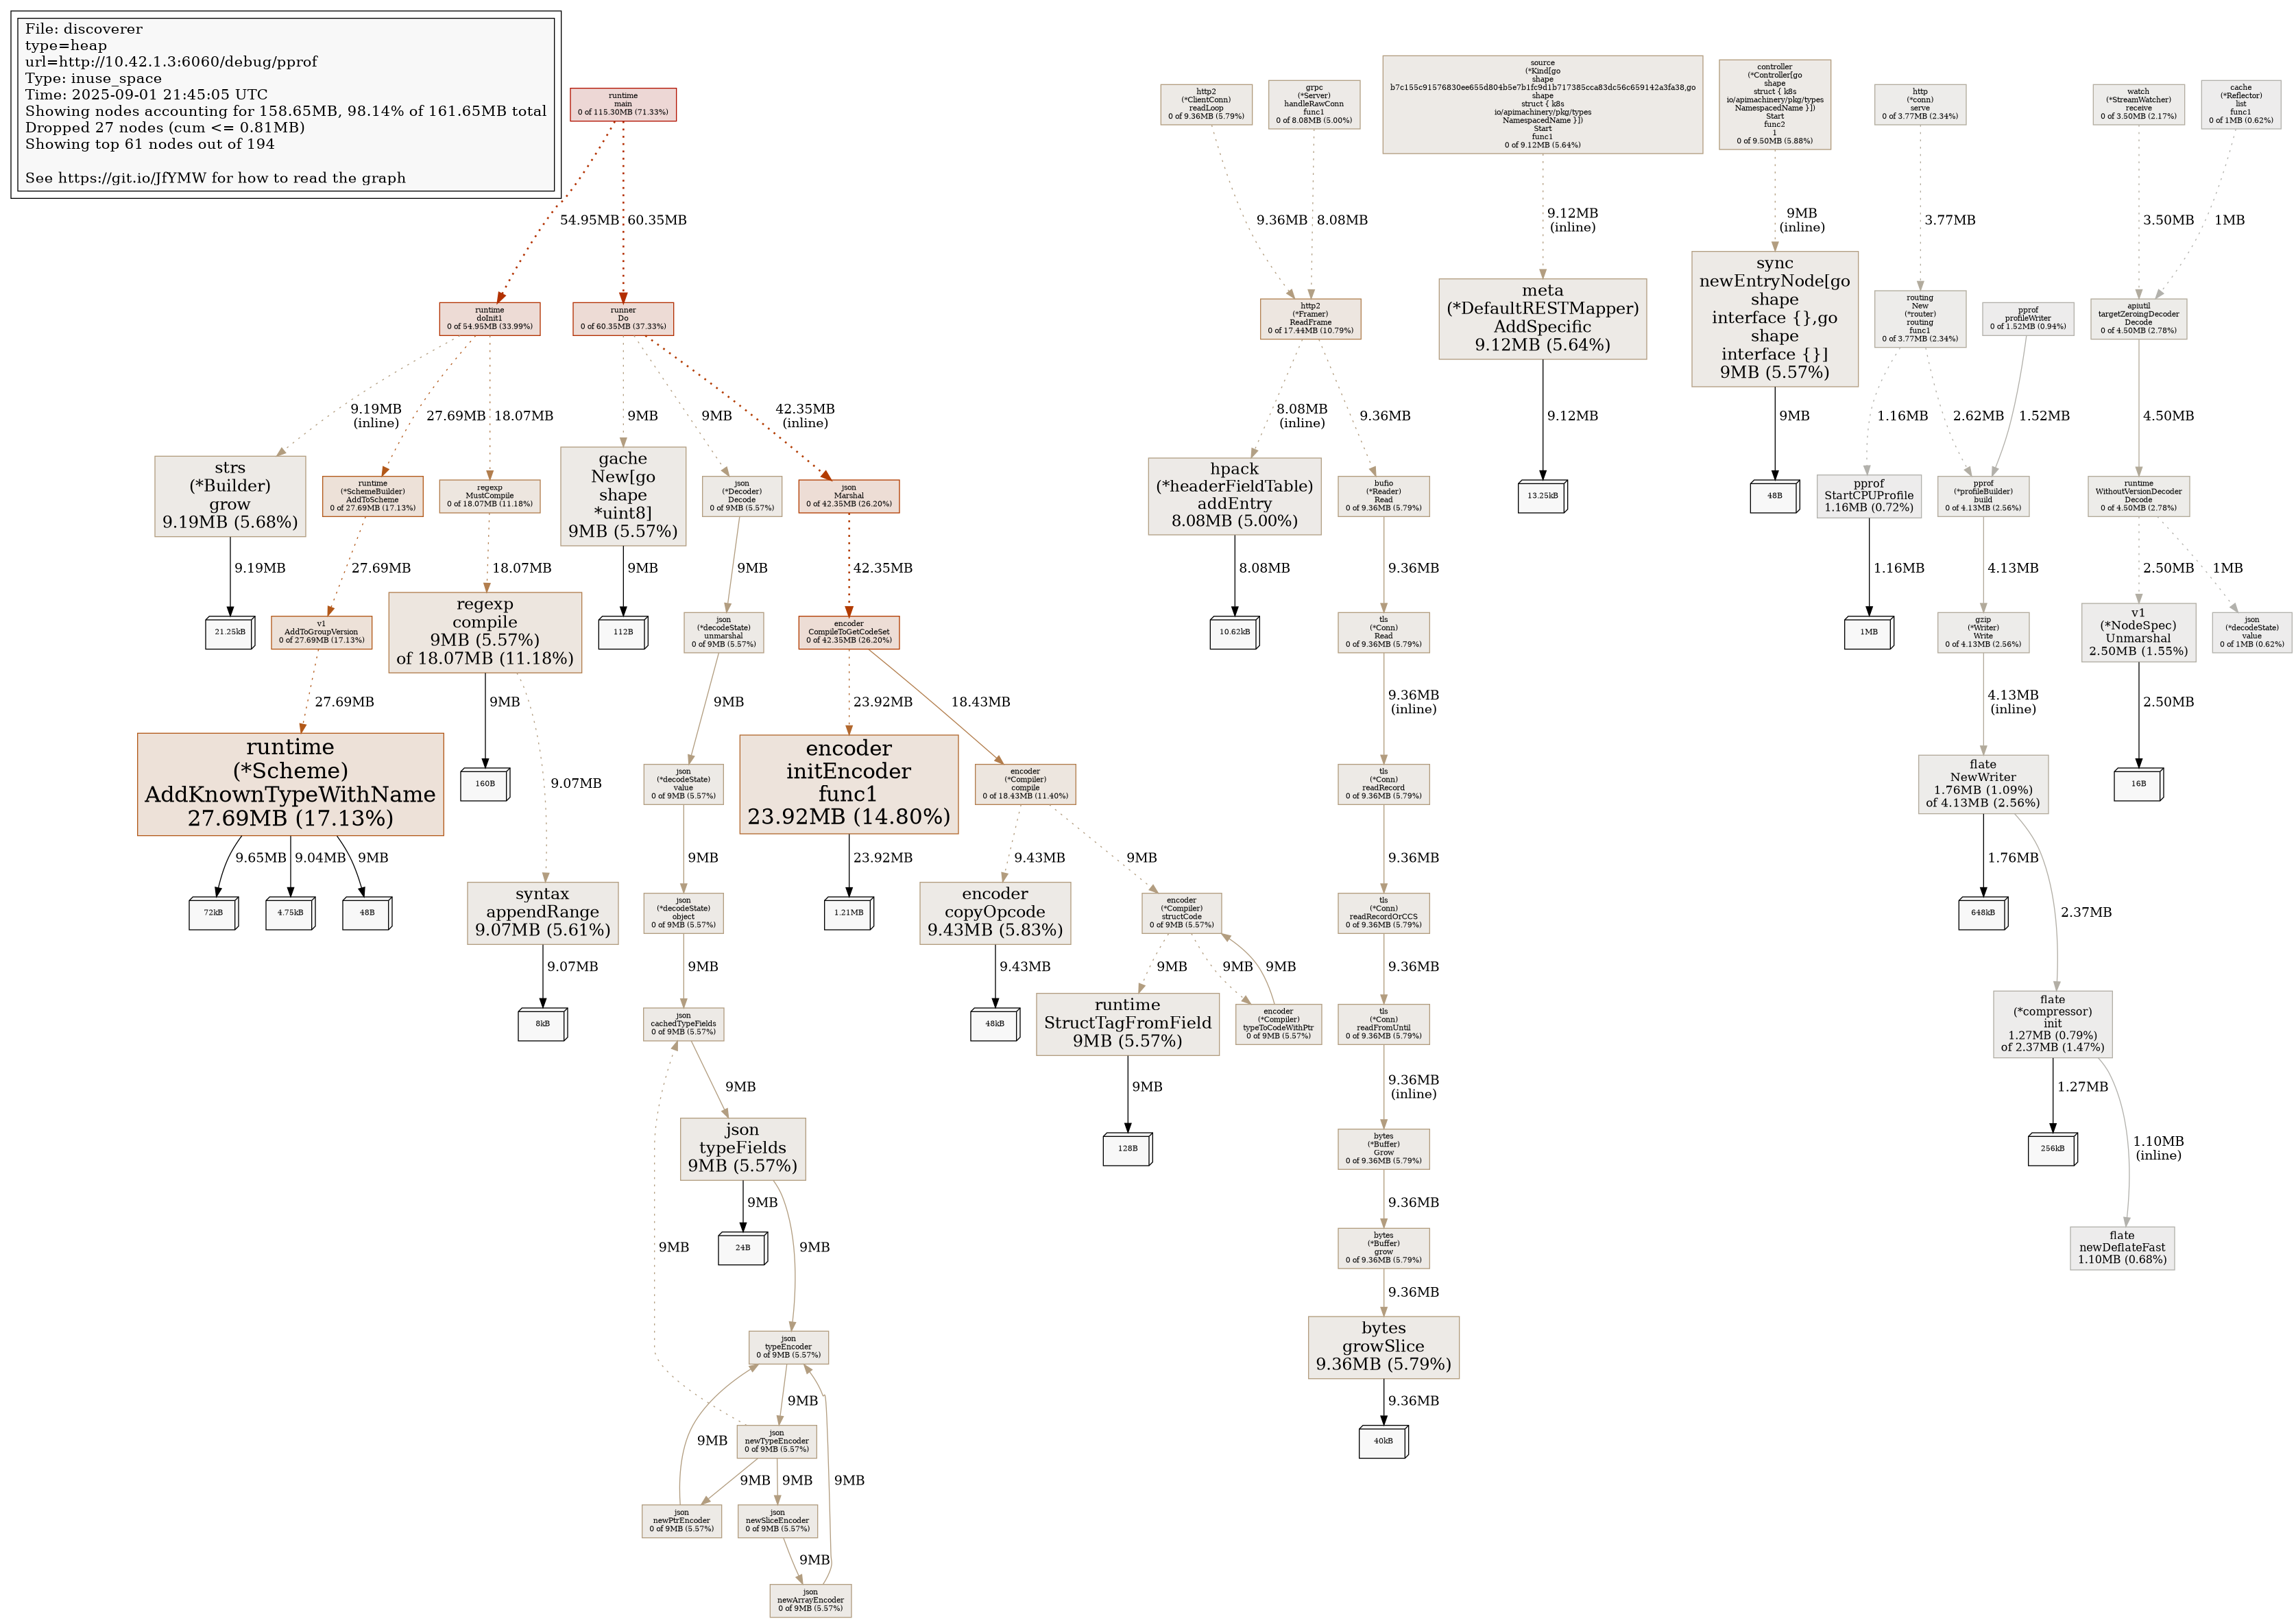 File: discoverer
type=heap
url=http://10.42.1.3:6060/debug/pprof
Type: inuse_space
Time: 2025-09-01 21:45:05 UTC
Showing nodes accounting for 158.65MB, 98.14% of 161.65MB total
Dropped 27 nodes (cum <= 0.81MB)
Showing top 61 nodes out of 194
See https://git.io/JfYMW for how to read the graph
runtime
main
0 of 115.30MB (71.33%)
http2
(*ClientConn)
readLoop
0 of 9.36MB (5.79%)
grpc
(*Server)
handleRawConn
func1
0 of 8.08MB (5.00%)
source
(*Kind[go
shape
b7c155c91576830ee655d804b5e7b1fc9d1b717385cca83dc56c659142a3fa38,go
shape
struct { k8s
io/apimachinery/pkg/types
NamespacedName }])
Start
func1
0 of 9.12MB (5.64%)
controller
(*Controller[go
shape
struct { k8s
io/apimachinery/pkg/types
NamespacedName }])
Start
func2
1
0 of 9.50MB (5.88%)
http
(*conn)
serve
0 of 3.77MB (2.34%)
watch
(*StreamWatcher)
receive
0 of 3.50MB (2.17%)
cache
(*Reflector)
list
func1
0 of 1MB (0.62%)
54.95MB
60.35MB
9.36MB
8.08MB
9.12MB
(inline)
9MB
(inline)
3.77MB
3.50MB
1MB
runtime
doInit1
0 of 54.95MB (33.99%)
runner
Do
0 of 60.35MB (37.33%)
http2
(*Framer)
ReadFrame
0 of 17.44MB (10.79%)
meta
(*DefaultRESTMapper)
AddSpecific
9.12MB (5.64%)
sync
newEntryNode[go
shape
interface {},go
shape
interface {}]
9MB (5.57%)
routing
New
(*router)
routing
func1
0 of 3.77MB (2.34%)
pprof
profileWriter
0 of 1.52MB (0.94%)
apiutil
targetZeroingDecoder
Decode
0 of 4.50MB (2.78%)
9.19MB
(inline)
27.69MB
18.07MB
9MB
9MB
42.35MB
(inline)
8.08MB
(inline)
9.36MB
9.12MB
9MB
1.16MB
2.62MB
1.52MB
4.50MB
strs
(*Builder)
grow
9.19MB (5.68%)
runtime
(*SchemeBuilder)
AddToScheme
0 of 27.69MB (17.13%)
regexp
MustCompile
0 of 18.07MB (11.18%)
gache
New[go
shape
*uint8]
9MB (5.57%)
json
(*Decoder)
Decode
0 of 9MB (5.57%)
json
Marshal
0 of 42.35MB (26.20%)
hpack
(*headerFieldTable)
addEntry
8.08MB (5.00%)
bufio
(*Reader)
Read
0 of 9.36MB (5.79%)
13.25kB
48B
pprof
StartCPUProfile
1.16MB (0.72%)
pprof
(*profileBuilder)
build
0 of 4.13MB (2.56%)
runtime
WithoutVersionDecoder
Decode
0 of 4.50MB (2.78%)
9.19MB
27.69MB
18.07MB
9MB
9MB
42.35MB
8.08MB
9.36MB
1.16MB
4.13MB
2.50MB
1MB
21.25kB
v1
AddToGroupVersion
0 of 27.69MB (17.13%)
regexp
compile
9MB (5.57%)
of 18.07MB (11.18%)
112B
json
(*decodeState)
unmarshal
0 of 9MB (5.57%)
encoder
CompileToGetCodeSet
0 of 42.35MB (26.20%)
10.62kB
tls
(*Conn)
Read
0 of 9.36MB (5.79%)
1MB
gzip
(*Writer)
Write
0 of 4.13MB (2.56%)
v1
(*NodeSpec)
Unmarshal
2.50MB (1.55%)
json
(*decodeState)
value
0 of 1MB (0.62%)
27.69MB
9MB
9.07MB
9MB
23.92MB
18.43MB
9.36MB
(inline)
4.13MB
(inline)
2.50MB
runtime
(*Scheme)
AddKnownTypeWithName
27.69MB (17.13%)
160B
json
(*decodeState)
value
0 of 9MB (5.57%)
encoder
initEncoder
func1
23.92MB (14.80%)
encoder
(*Compiler)
compile
0 of 18.43MB (11.40%)
tls
(*Conn)
readRecord
0 of 9.36MB (5.79%)
flate
NewWriter
1.76MB (1.09%)
of 4.13MB (2.56%)
16B
9.65MB
9.04MB
9MB
9MB
23.92MB
9.43MB
9MB
9.36MB
1.76MB
2.37MB
72kB
4.75kB
48B
syntax
appendRange
9.07MB (5.61%)
json
(*decodeState)
object
0 of 9MB (5.57%)
1.21MB
encoder
copyOpcode
9.43MB (5.83%)
encoder
(*Compiler)
structCode
0 of 9MB (5.57%)
tls
(*Conn)
readRecordOrCCS
0 of 9.36MB (5.79%)
648kB
9.07MB
9MB
9.43MB
9MB
9MB
9MB
9.36MB
8kB
json
cachedTypeFields
0 of 9MB (5.57%)
48kB
runtime
StructTagFromField
9MB (5.57%)
encoder
(*Compiler)
typeToCodeWithPtr
0 of 9MB (5.57%)
tls
(*Conn)
readFromUntil
0 of 9.36MB (5.79%)
flate
(*compressor)
init
1.27MB (0.79%)
of 2.37MB (1.47%)
9MB
9MB
9.36MB
(inline)
1.27MB
1.10MB
(inline)
json
typeFields
9MB (5.57%)
128B
bytes
(*Buffer)
Grow
0 of 9.36MB (5.79%)
256kB
9MB
9MB
9MB
9.36MB
24B
bytes
(*Buffer)
grow
0 of 9.36MB (5.79%)
flate
newDeflateFast
1.10MB (0.68%)
9.36MB
json
typeEncoder
0 of 9MB (5.57%)
bytes
growSlice
9.36MB (5.79%)
9MB
9.36MB
9MB
json
newTypeEncoder
0 of 9MB (5.57%)
40kB
9MB
9MB
9MB
json
newPtrEncoder
0 of 9MB (5.57%)
json
newSliceEncoder
0 of 9MB (5.57%)
9MB
json
newArrayEncoder
0 of 9MB (5.57%)